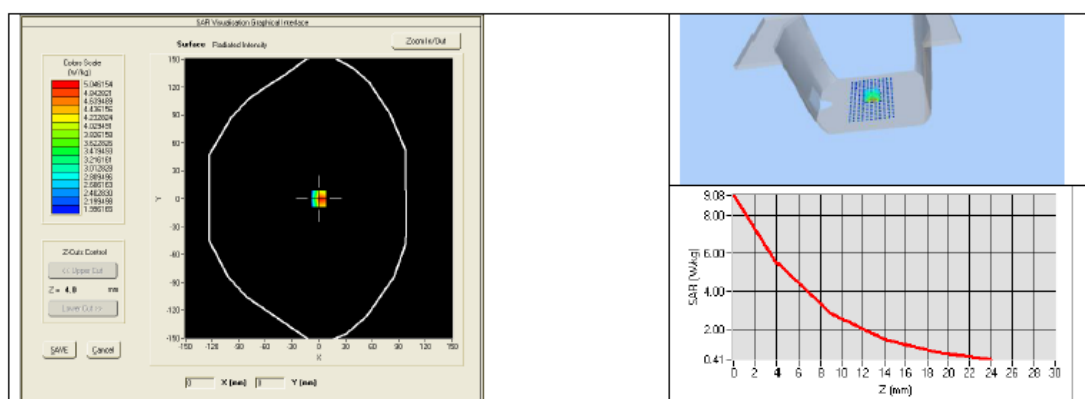 SAR Visualisation Graphical Interface
Surface Radiated Intensity
Zoom In/Out
Colors Scale
(W/kg)
5.046154
4.842821
4.639489
4.436156
4.232824
4.029491
3.826158
3.622826
3.419493
3.216161
3.012828
2.809496
2.606163
2.402830
2.199498
1.996165
150
120
90
60
30
0
-30
-60
-90
-120
-150
Y
-150 -120 -90 -60 -30 0 30 60 90 120 150
X
Z-Cuts Control
<< Upper Cut
Z = 4.0 mm
Lower Cut >>
SAVE Cancel
0 X (mm) 0 Y (mm)
9.08
8.00
6.00
4.00
2.00
0.41
SAR (W/kg)
0 2 4 6 8 10 12 14 16 18 20 22 24 26 28 30
Z (mm)